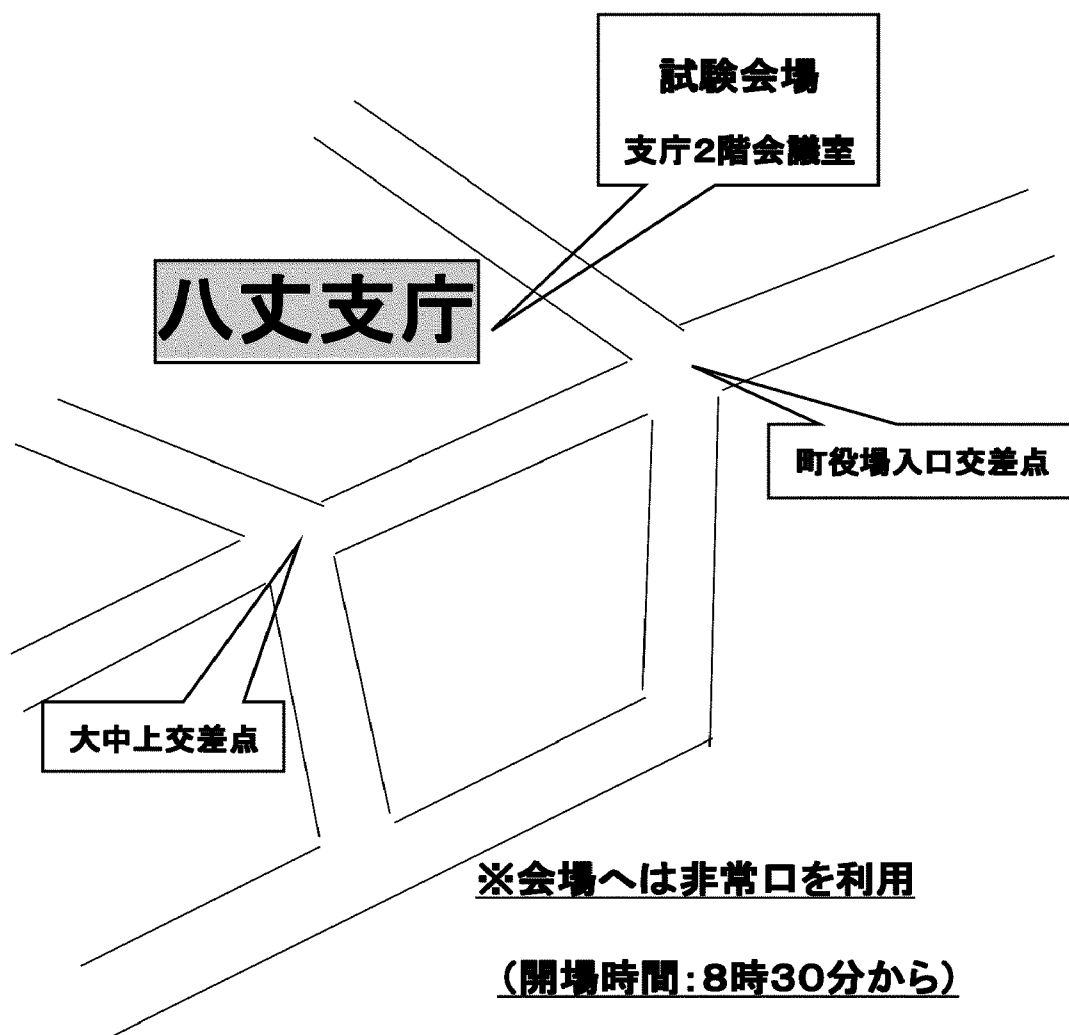 試験会場
支庁2階会議室
八丈支庁
町役場入口交差点
大中上交差点
※会場へは非常口を利用
(開場時間:8時30分から)